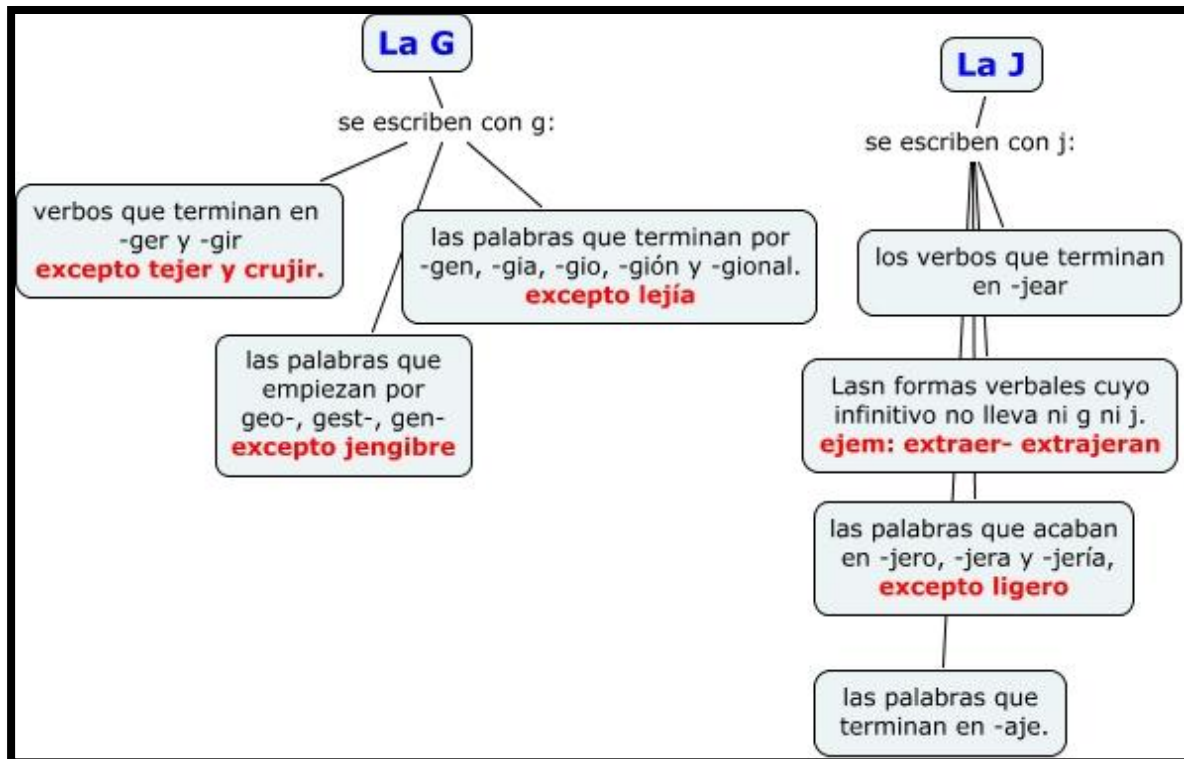 La G
se escriben con g:
verbos que terminan en
-ger y -gir
excepto tejer y crujir.
las palabras que terminan por
-gen, -gia, -gio, -gión y -gional.
excepto lejía
las palabras que
empiezan por
geo-, gest-, gen-
excepto jengibre
La J
se escriben con j:
los verbos que terminan
en -jear
Lasn formas verbales cuyo
infinitivo no lleva ni g ni j.
ejem: extraer- extrajeran
las palabras que acaban
en -jero, -jera y -jería,
excepto ligero
las palabras que
terminan en -aje.